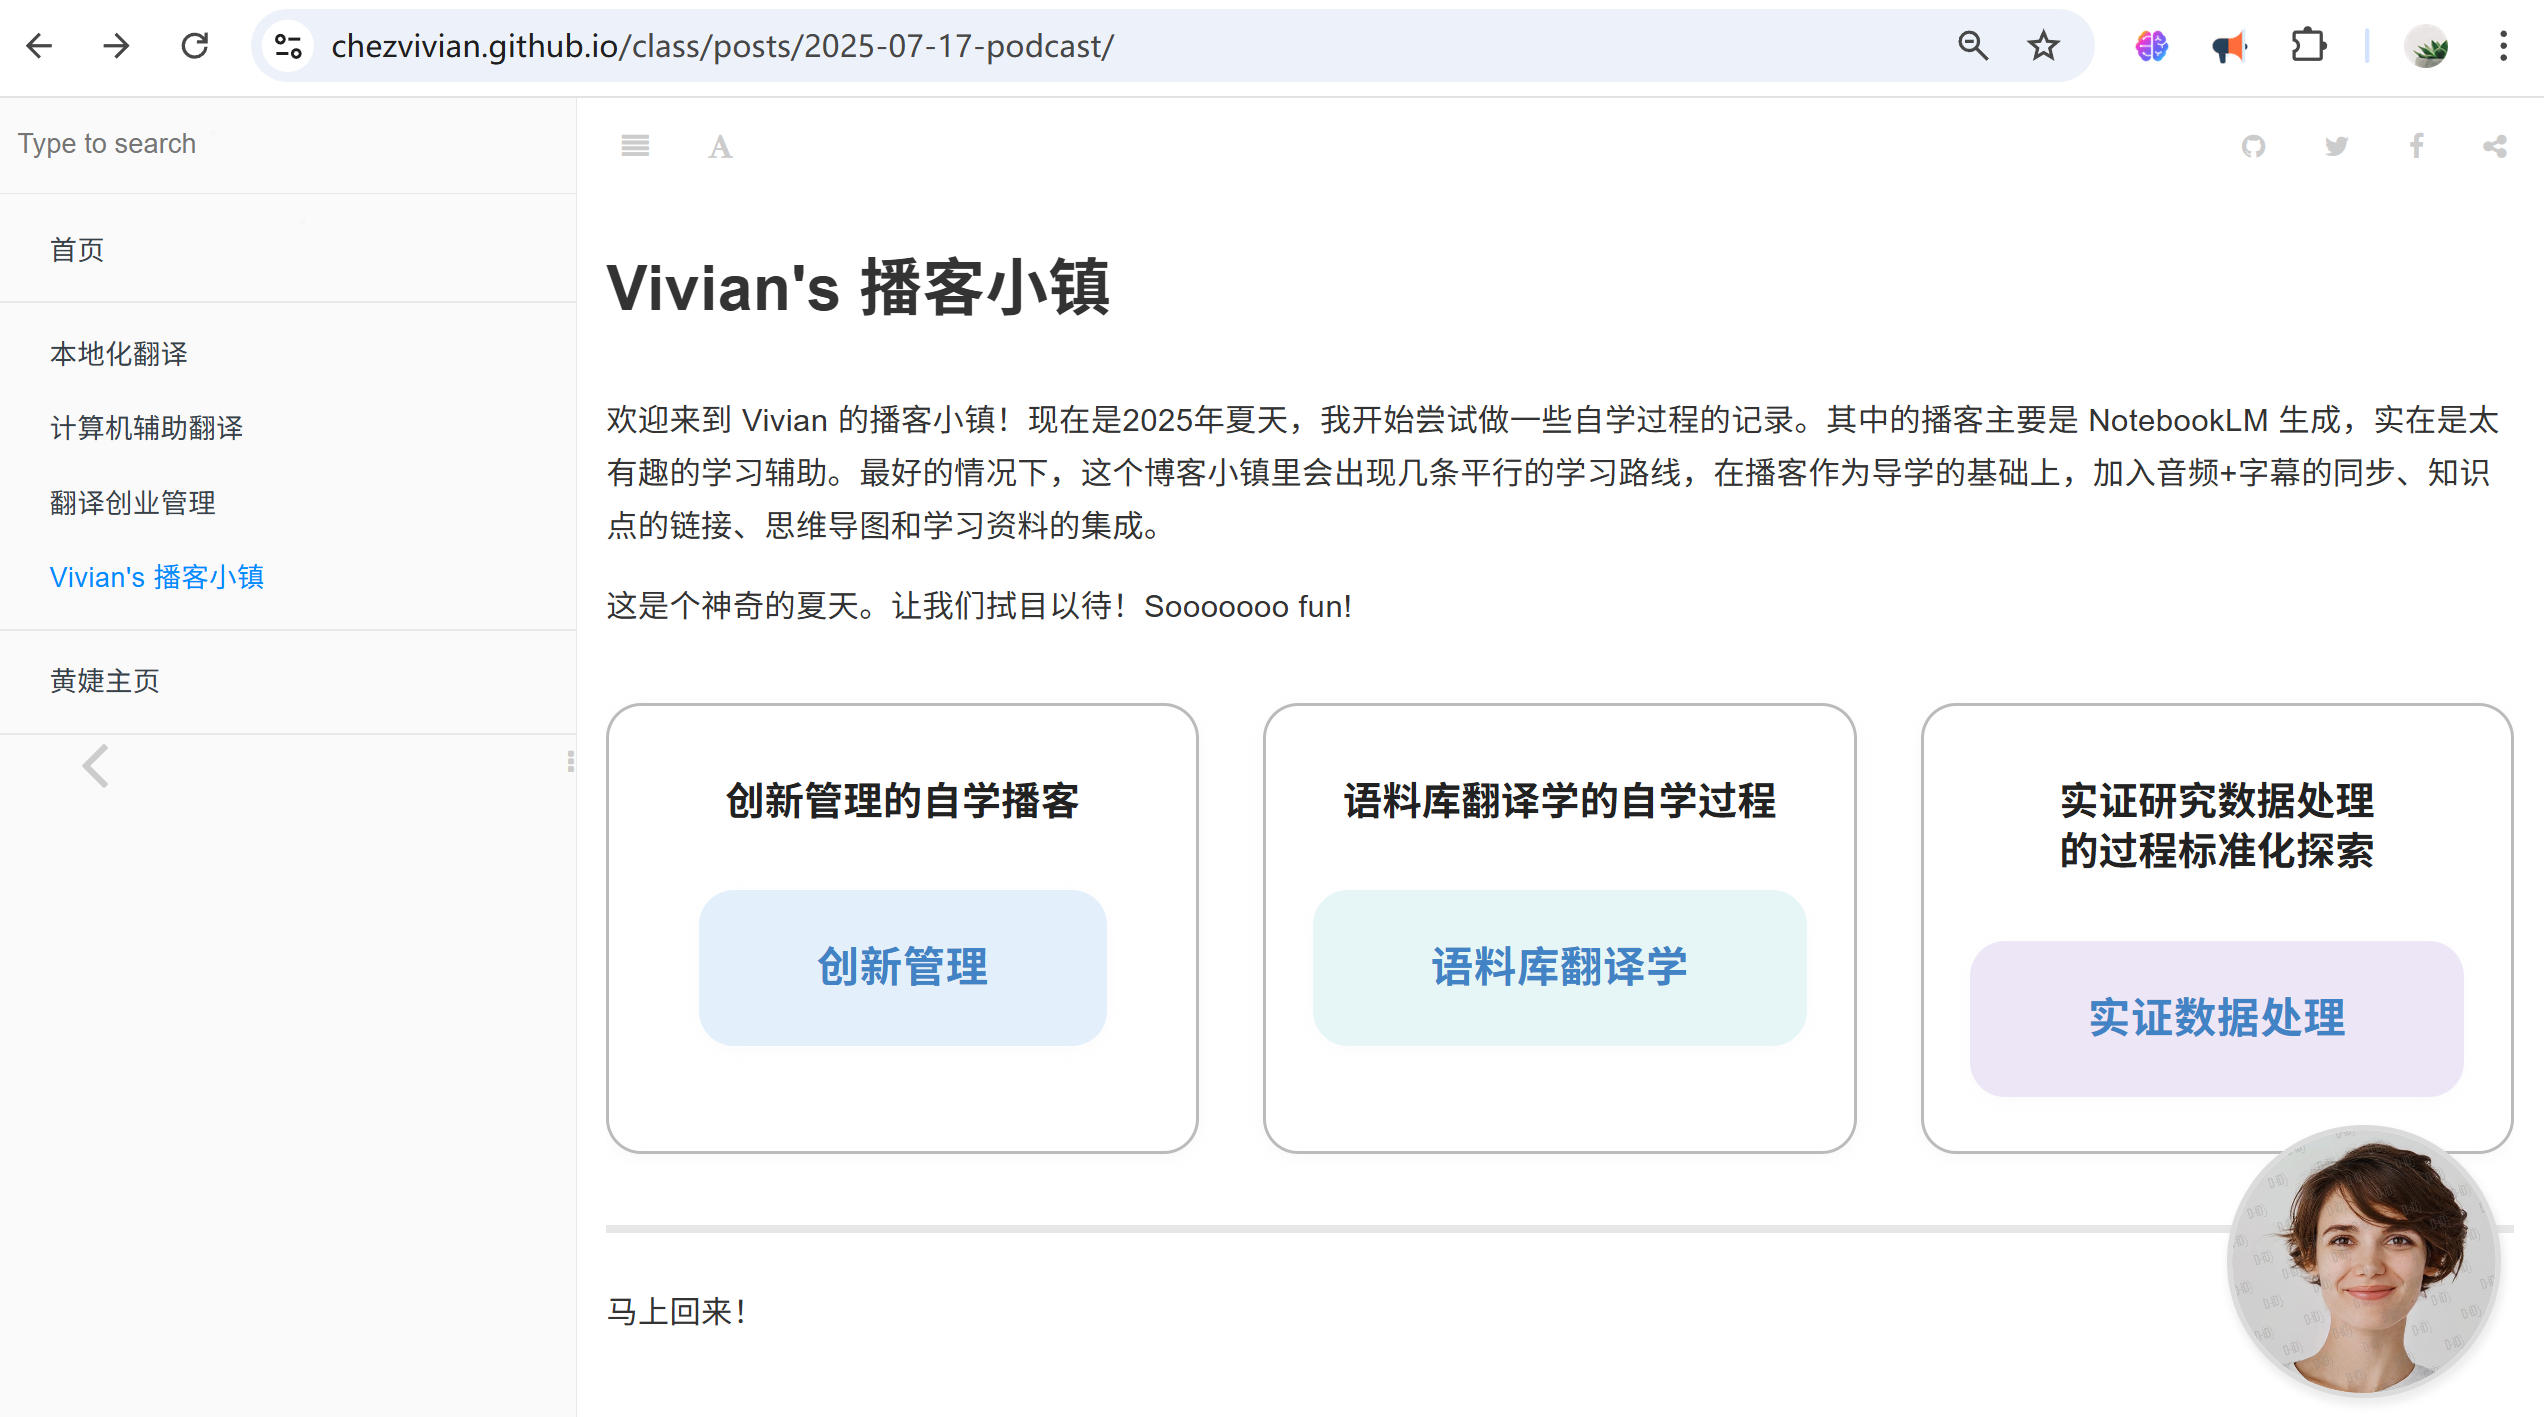 chezvivian.github.io/class/posts/2025-07-17-podcast/
Type to search
首页
本地化翻译
计算机辅助翻译
翻译创业管理
Vivian's 播客小镇
黄婕主页
A
Vivian's 播客小镇
欢迎来到 Vivian 的播客小镇！现在是2025年夏天，我开始尝试做一些自学过程的记录。其中的播客主要是 NotebookLM 生成，实在是太
有趣的学习辅助。最好的情况下，这个博客小镇里会出现几条平行的学习路线，在播客作为导学的基础上，加入音频+字幕的同步、知识
点的链接、思维导图和学习资料的集成。
这是个神奇的夏天。让我们拭目以待！Sooooooo fun!
创新管理的自学播客
创新管理
语料库翻译学的自学过程
语料库翻译学
实证研究数据处理
的过程标准化探索
实证数据处理
马上回来！